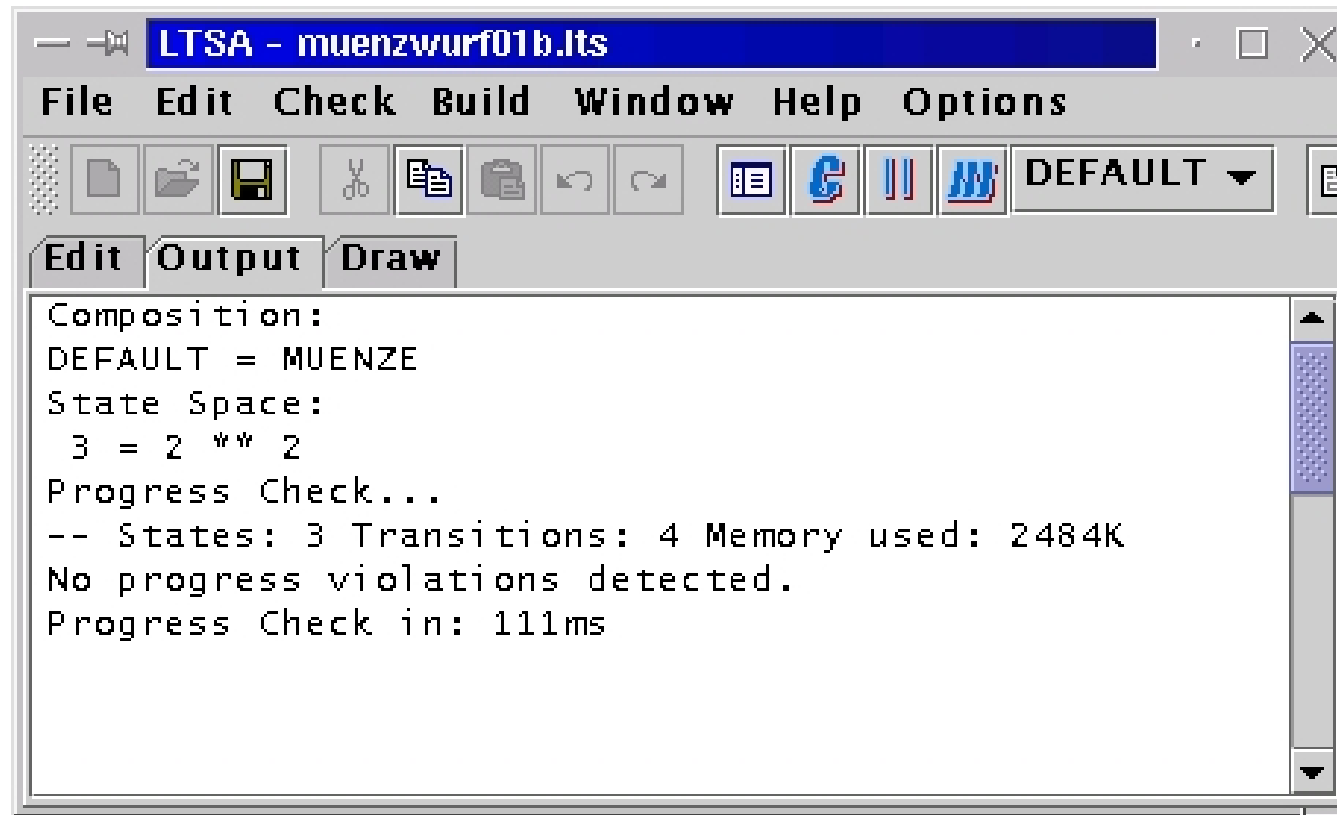 LTSA - muenzwurf01b.lts
File Edit Check Build Window Help Options
DEFAULT
Edit Output Draw
Composition:
DEFAULT = MUENZE
State Space:
3 = 2 ** 2
Progress Check...
-- States: 3 Transitions: 4 Memory used: 2484K
No progress violations detected.
Progress Check in: 111ms